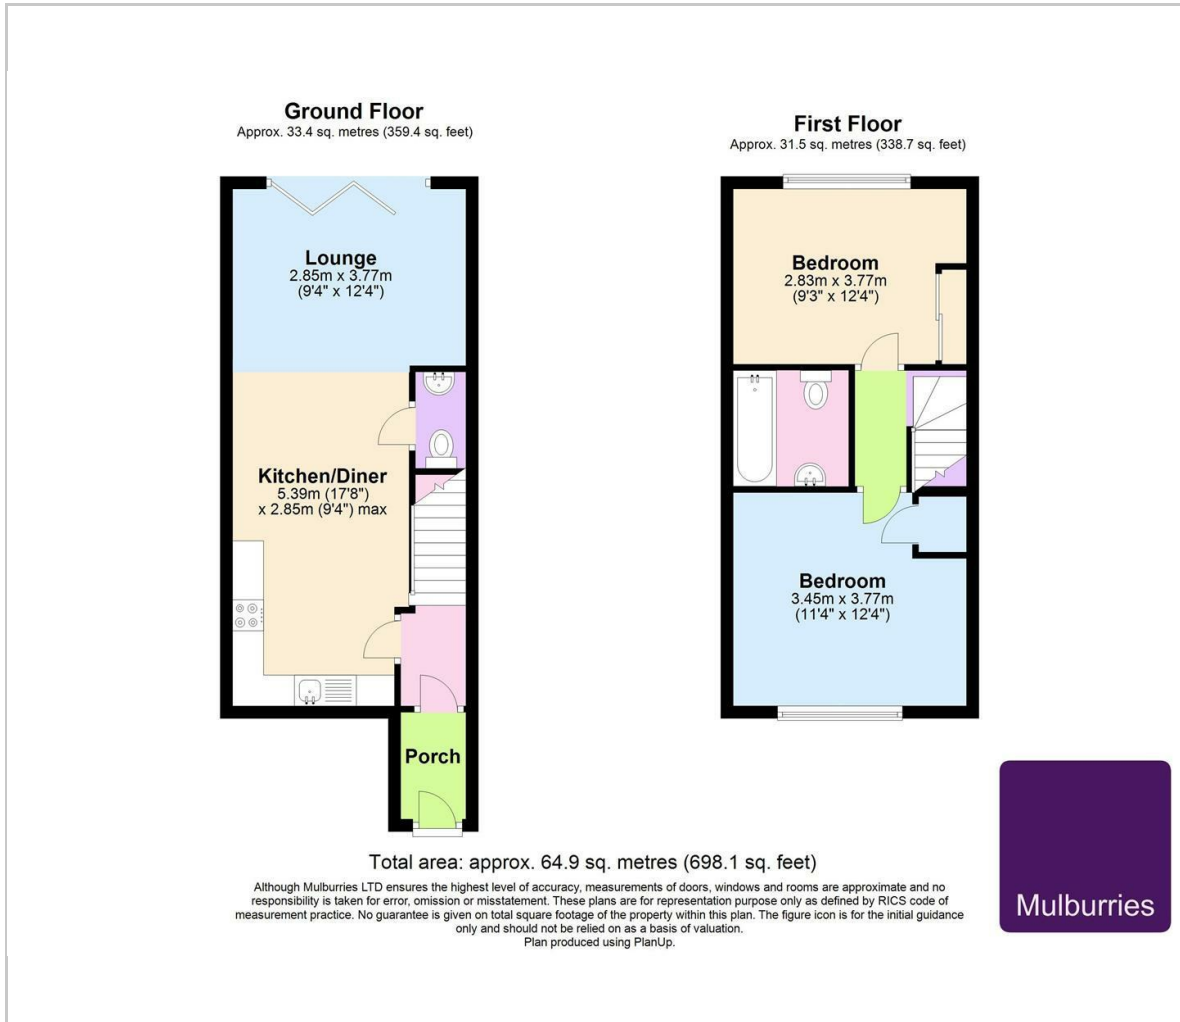 Ground Floor
Approx. 33.4 sq. metres (359.4 sq. feet)
Lounge
2.85m x 3.77m
(9'4" x 12'4")
Kitchen/Diner
5.39m (17'8")
x 2.85m (9'4") max
Porch
First Floor
Approx. 31.5 sq. metres (338.7 sq. feet)
Bedroom
2.83m x 3.77m
(9'3" x 12'4")
Bedroom
3.45m x 3.77m
(11'4" x 12'4")
Total area: approx. 64.9 sq. metres (698.1 sq. feet)
Although Mulburries LTD ensures the highest level of accuracy, measurements of doors, windows and rooms are approximate and no
responsibility is taken for error, omission or misstatement. These plans are for representation purpose only as defined by RICS code of
measurement practice. No guarantee is given on total square footage of the property within this plan. The figure icon is for the initial guidance
only and should not be relied on as a basis of valuation.
Plan produced using PlanUp.
Mulburries